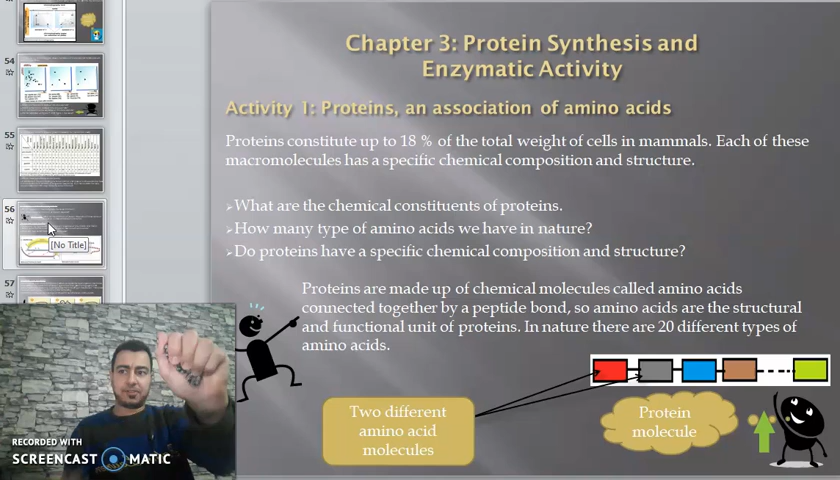 54
55
56
[No Title]
57
Chapter 3: Protein Synthesis and
Enzymatic Activity
Activity 1: Proteins, an association of amino acids
Proteins constitute up to 18 % of the total weight of cells in mammals. Each of these
macromolecules has a specific chemical composition and structure.
What are the chemical constituents of proteins.
How many type of amino acids we have in nature?
Do proteins have a specific chemical composition and structure?
Proteins are made up of chemical molecules called amino acids
connected together by a peptide bond, so amino acids are the structural
and functional unit of proteins. In nature there are 20 different types of
amino acids.
Two different
amino acid
molecules
Protein
molecule
RECORDED WITH
SCREENCAST MATIC